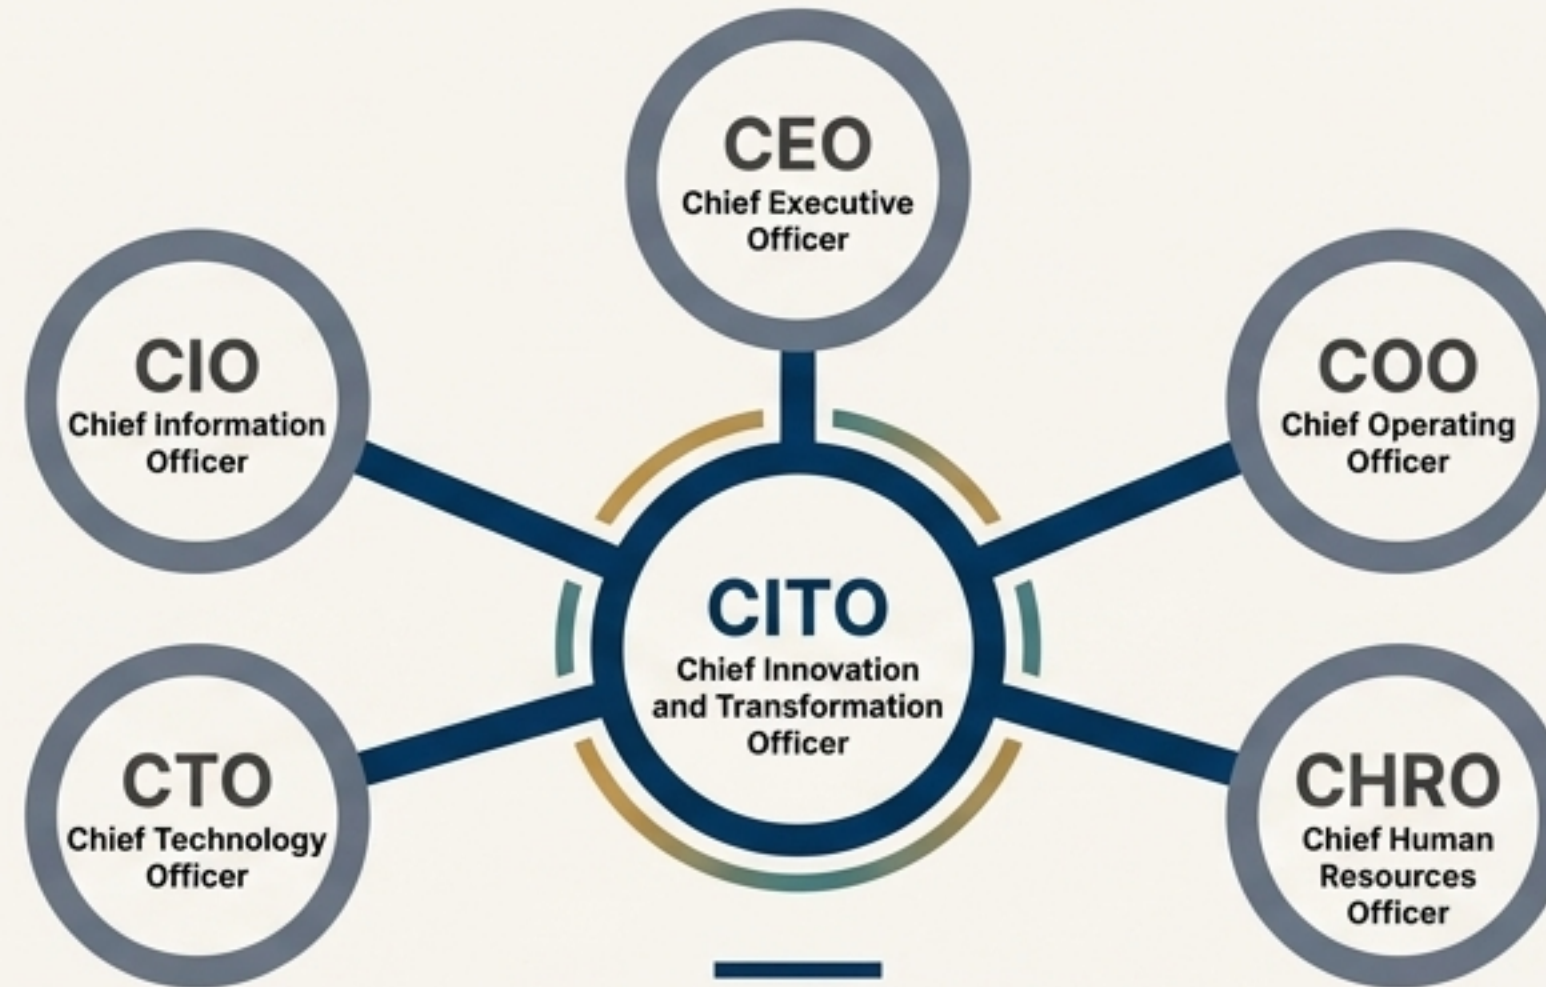 CEO
Chief Executive
Officer
CIO
Chief Information
Officer
COO
Chief Operating
Officer
CITO
Chief Innovation
and Transformation
Officer
CTO
Chief Technology
Officer
CHRO
Chief Human
Resources
Officer